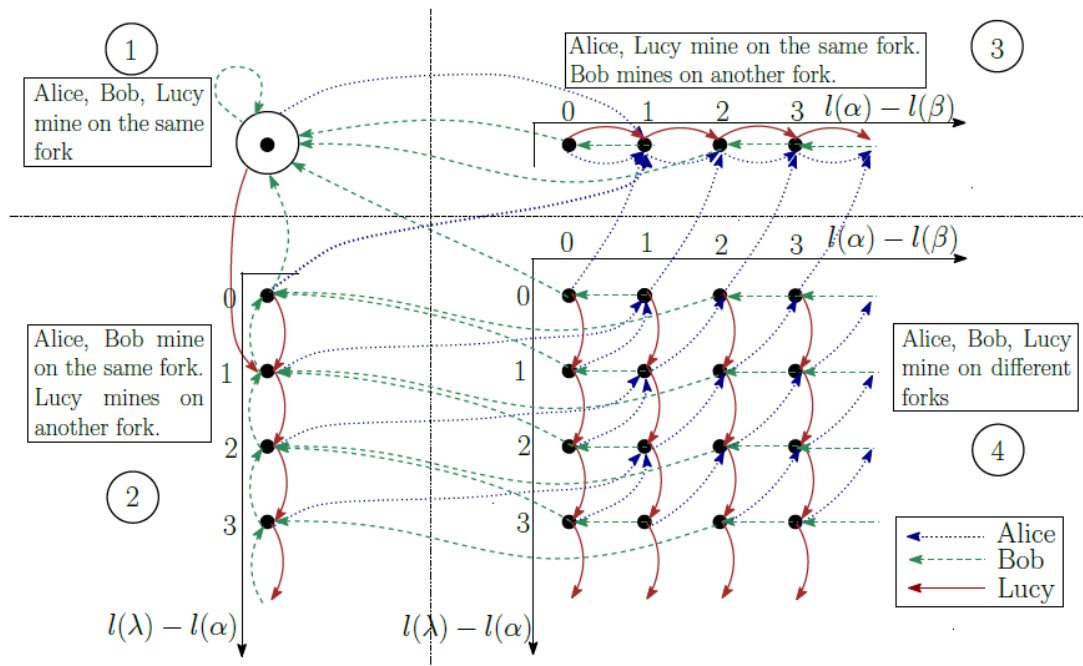 1
Alice, Bob, Lucy
mine on the same
fork
Alice, Lucy mine on the same fork.
Bob mines on another fork.
3
0 1 2 3 l(α) − l(β)
0
1
2
3
Alice, Bob mine
on the same fork.
Lucy mines on
another fork.
2
l(λ) − l(α)
0 1 2 3 l(α) − l(β)
0
1
2
3
l(λ) − l(α)
Alice, Bob, Lucy
mine on different
forks
4
Alice
Bob
Lucy